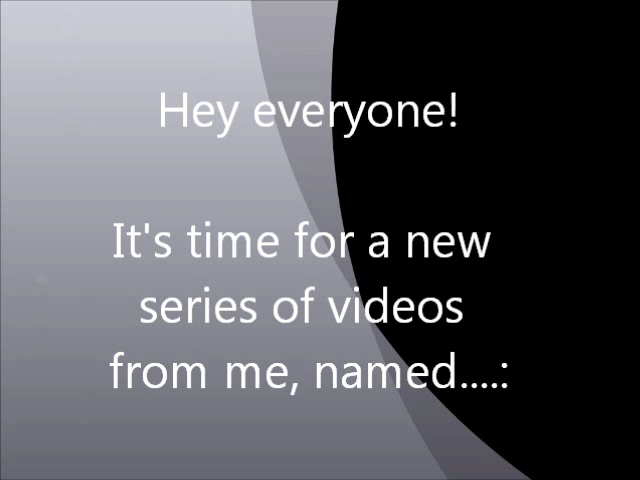 Hey everyone!
It's time for a new
series of videos
from me, named....: